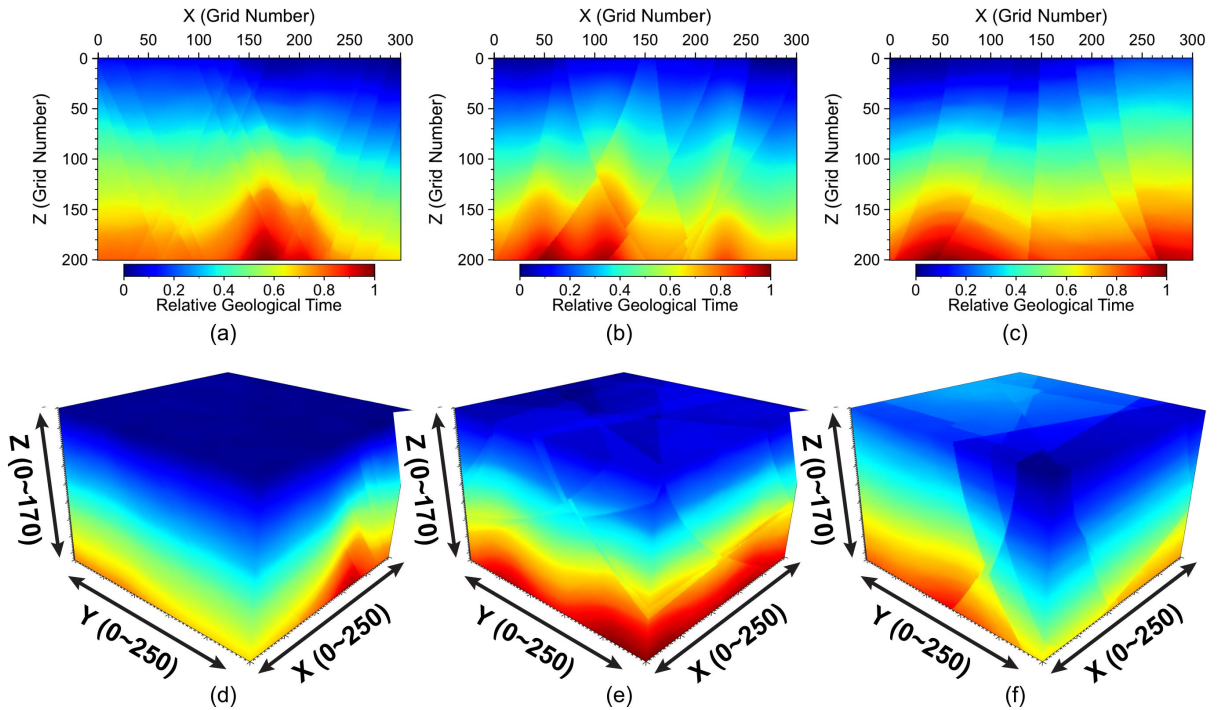 X (Grid Number)
0 50 100 150 200 250 300
Z (Grid Number)
0
50
100
150
200
0 0.2 0.4 0.6 0.8 1
Relative Geological Time
(a)
X (Grid Number)
0 50 100 150 200 250 300
Z (Grid Number)
0
50
100
150
200
0 0.2 0.4 0.6 0.8 1
Relative Geological Time
(b)
X (Grid Number)
0 50 100 150 200 250 300
Z (Grid Number)
0
50
100
150
200
0 0.2 0.4 0.6 0.8 1
Relative Geological Time
(c)
Z (0~170)
Y (0~250)
X (0~250)
(d)
Z (0~170)
Y (0~250)
X (0~250)
(e)
Z (0~170)
Y (0~250)
X (0~250)
(f)